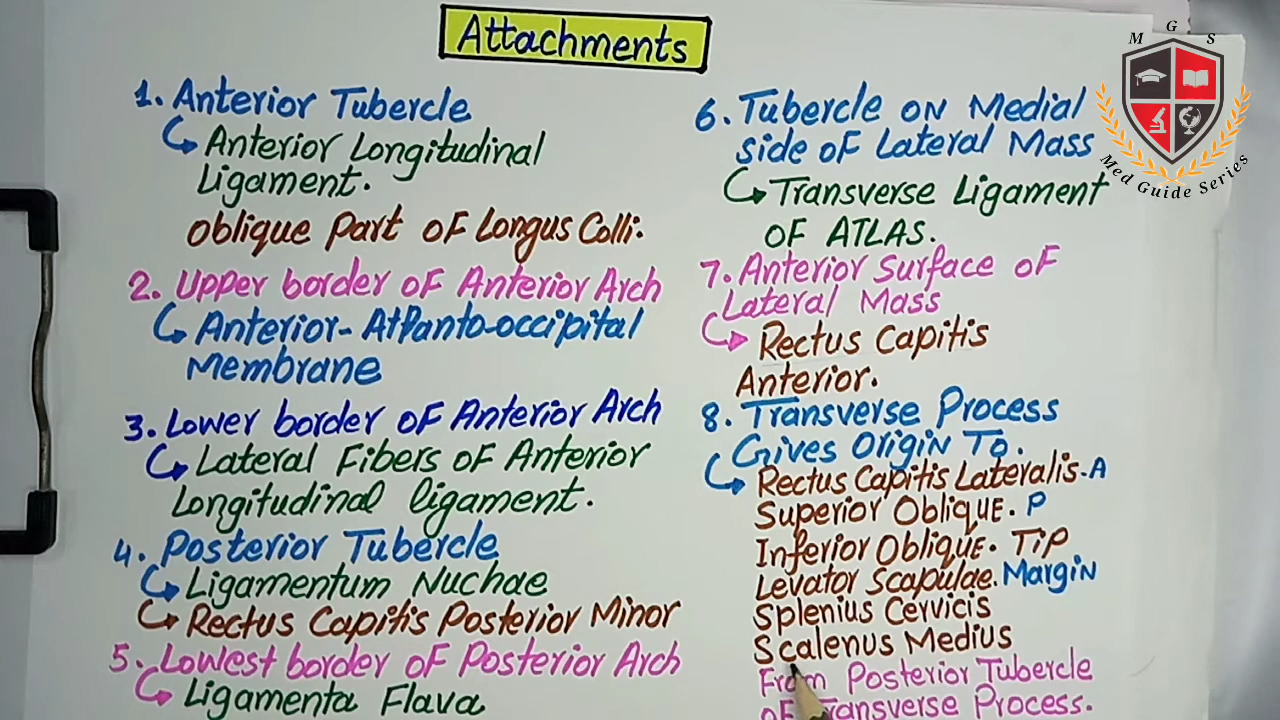 Attachments
1. Anterior Tubercle
Anterior Longitudinal
Ligament.
oblique Part oF Longus Colli.
2. Upper border oF Anterior Arch
Anterior-Atlanto-occipital
Membrane
3. Lower border oF Anterior Arch
Lateral Fibers oF Anterior
Longitudinal ligament.
4. Posterior Tubercle
Ligamentum Nuchae
Rectus Capitis Posterior Minor
5. Lowest border oF Posterior Arch
Ligamenta Flava
6. Tubercle on Medial
side oF Lateral Mass
Transverse Ligament
OF ATLAS.
7. Anterior Surface oF
Lateral Mass
Rectus Capitis
Anterior.
8. Transverse Process
Gives Origin To.
Rectus Capitis Lateralis-A
Superior Oblique. P
Inferior Oblique. Tip
Levator Scapulae. Margin
Splenius Cervicis
Scalenus Medius
From Posterior Tubercle
of Transverse Process.
M G S
Med Guide Series